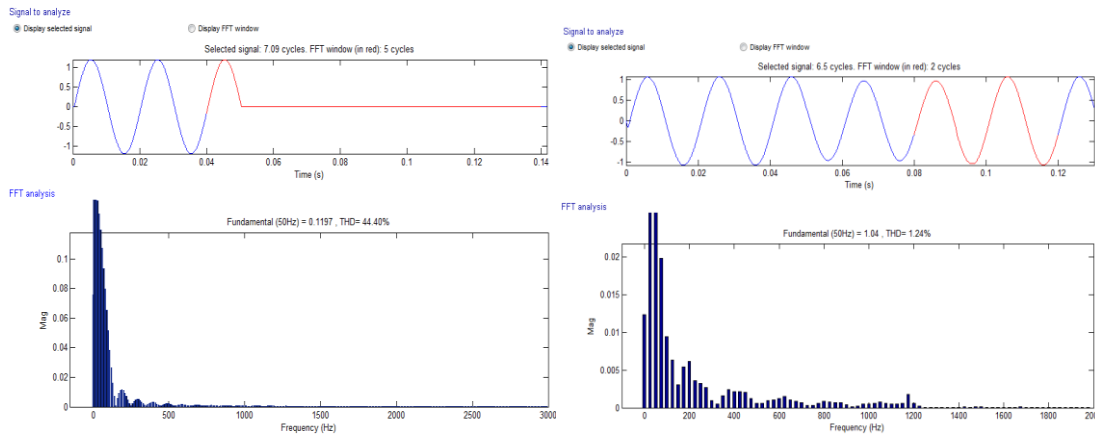 Signal to analyze
Display selected signal Display FFT window
Selected signal: 7.09 cycles. FFT window (in red): 5 cycles
1
0.5
0
-0.5
-1
0 0.02 0.04 0.06 0.08 0.1 0.12 0.14
Time (s)
FFT analysis
Fundamental (50Hz) = 0.1197 , THD= 44.40%
Mag
0.1
0.08
0.06
0.04
0.02
0
0 500 1000 1500 2000 2500 3000
Frequency (Hz)
Signal to analyze
Display selected signal Display FFT window
Selected signal: 6.5 cycles. FFT window (in red): 2 cycles
1
0.5
0
-0.5
-1
0 0.02 0.04 0.06 0.08 0.1 0.12
Time (s)
FFT analysis
Fundamental (50Hz) = 1.04 , THD= 1.24%
Mag
0.02
0.015
0.01
0.005
0
0 200 400 600 800 1000 1200 1400 1600 1800 200
Frequency (Hz)